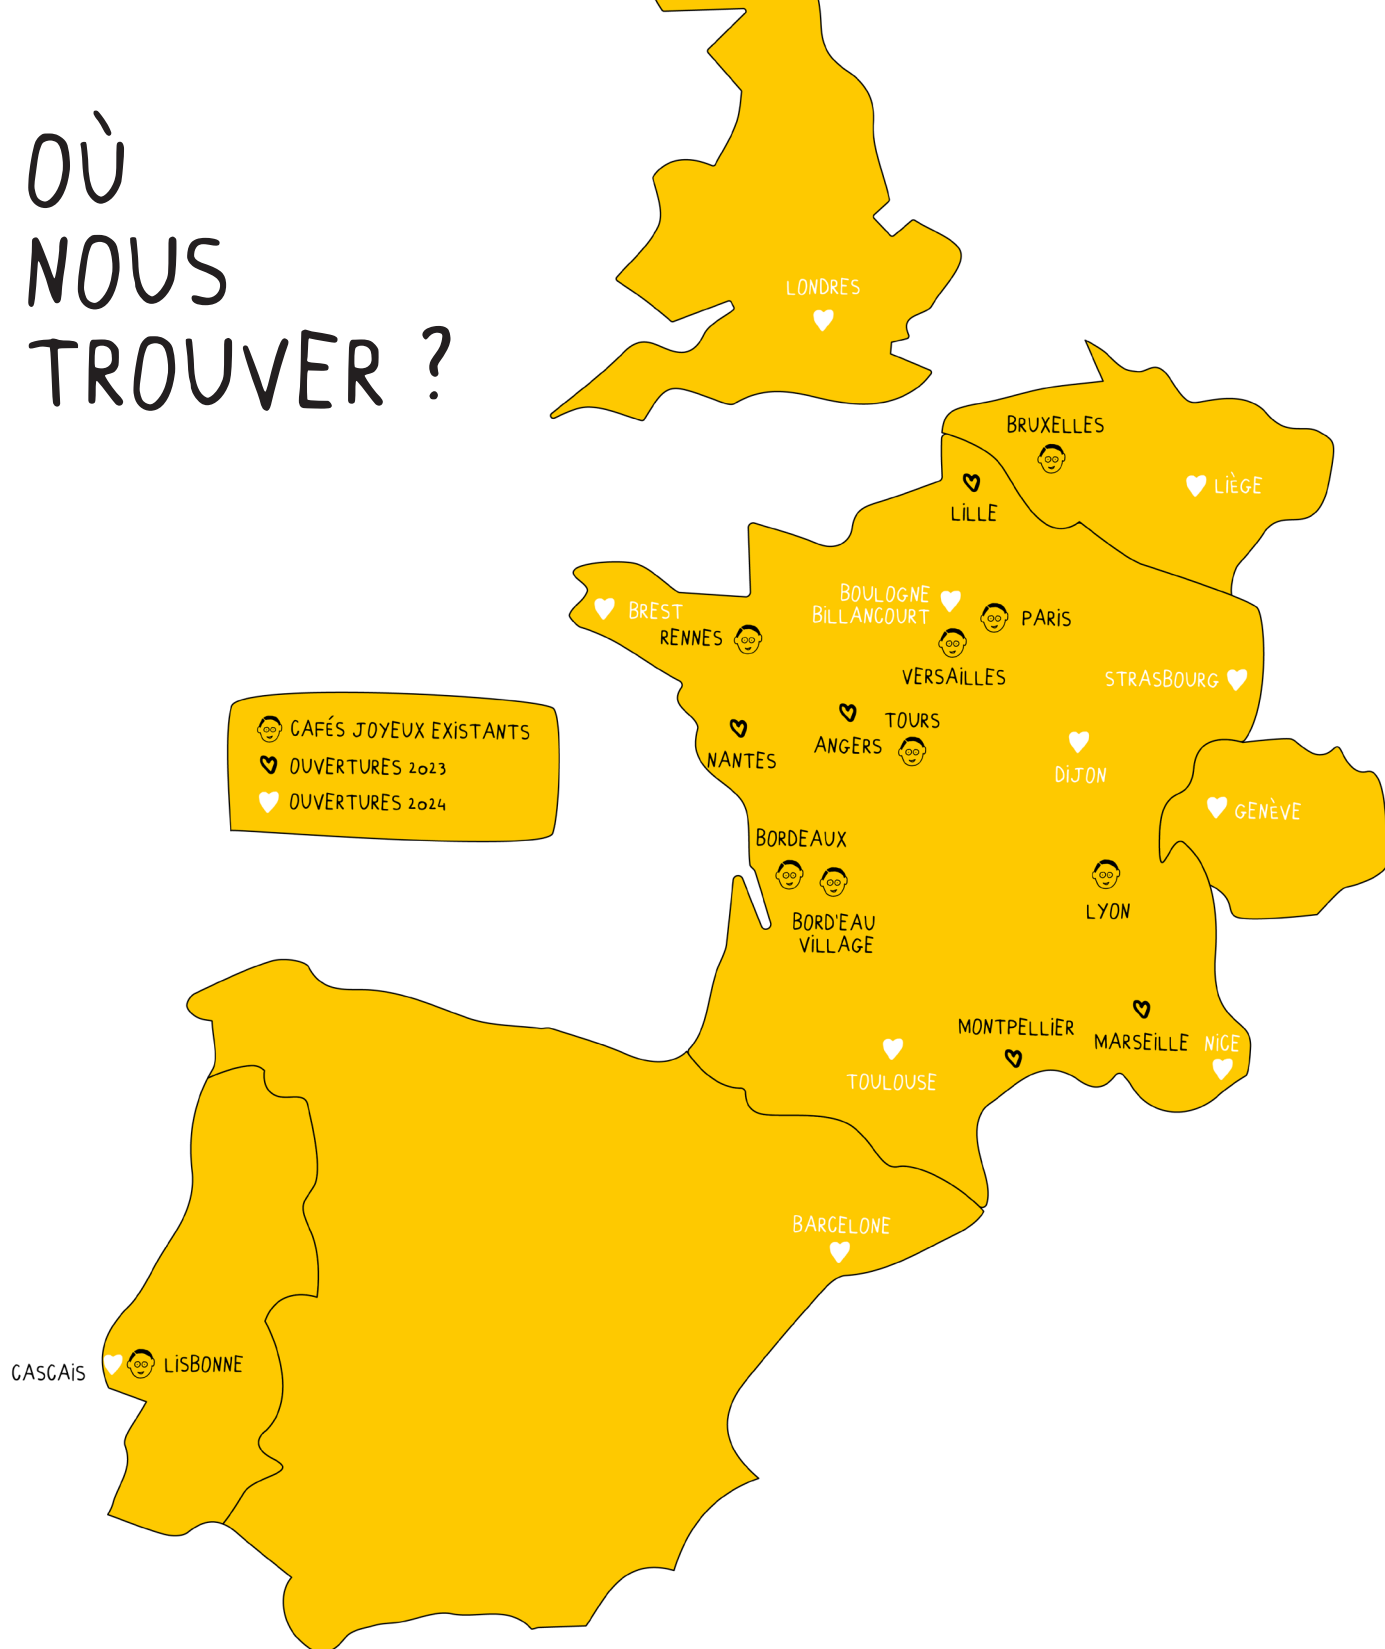 OÙ
NOUS
TROUVER ?
LONDRES
BRUXELLES
LIÈGE
LILLE
BOULOGNE
BILLANCOURT
PARIS
BREST
RENNES
VERSAILLES
STRASBOURG
CAFÉS JOYEUX EXISTANTS
OUVERTURES 2023
OUVERTURES 2024
NANTES
ANGERS
TOURS
DIJON
GENÈVE
BORDEAUX
BORD'EAU
VILLAGE
LYON
MONTPELLIER
MARSEILLE
NICE
TOULOUSE
BARCELONE
CASCAIS
LISBONNE